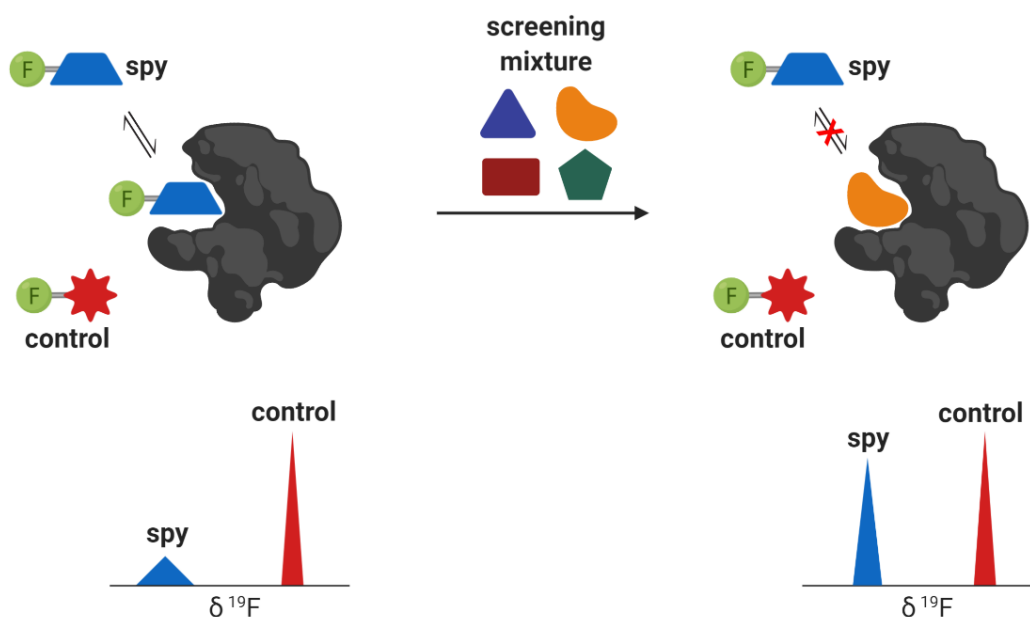 F
spy
F
F
control
screening
mixture
F
spy
F
control
spy
control
δ ¹⁹F
spy
control
δ ¹⁹F